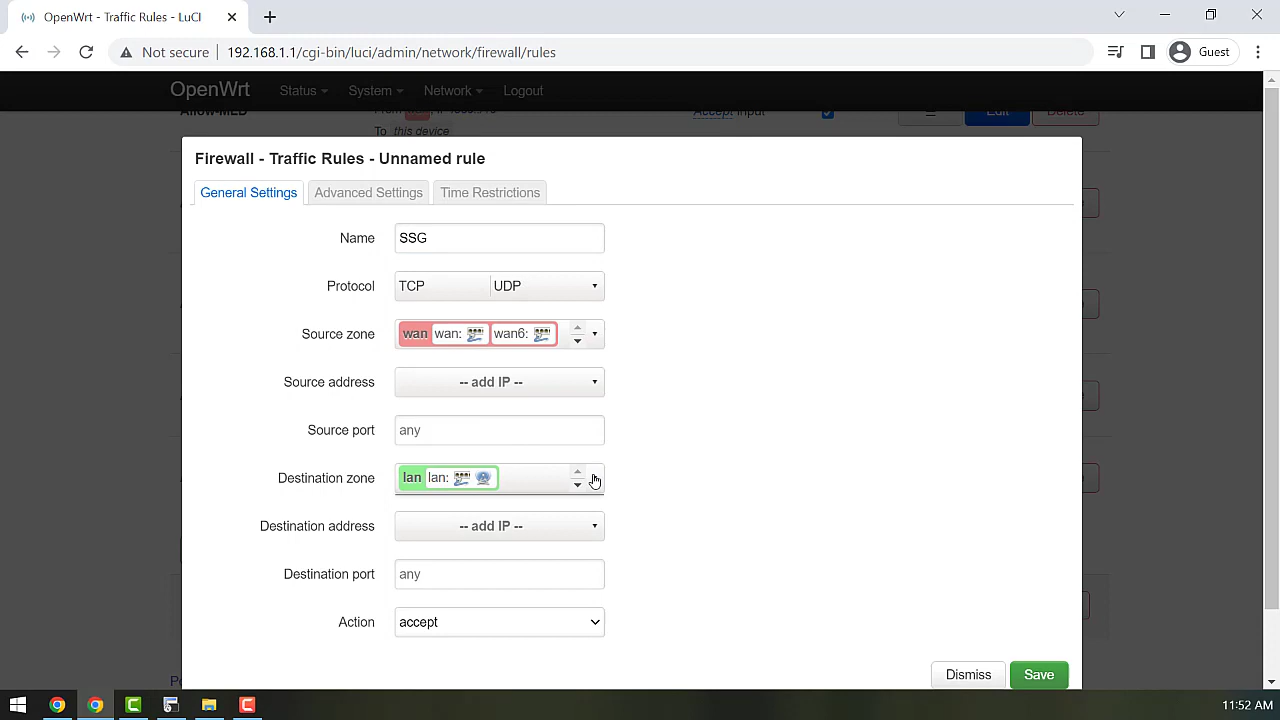 OpenWrt - Traffic Rules - LuCI
Not secure
192.168.1.1/cgi-bin/luci/admin/network/firewall/rules
Guest
OpenWrt
Status
System
Network
Logout
To this device
Firewall - Traffic Rules - Unnamed rule
General Settings
Advanced Settings
Time Restrictions
Name
SSG
Protocol
TCP
UDP
Source zone
wan
wan:
wan6:
Source address
-- add IP --
Source port
any
Destination zone
lan
lan:
Destination address
-- add IP --
Destination port
any
Action
accept
Dismiss
Save
11:52 AM